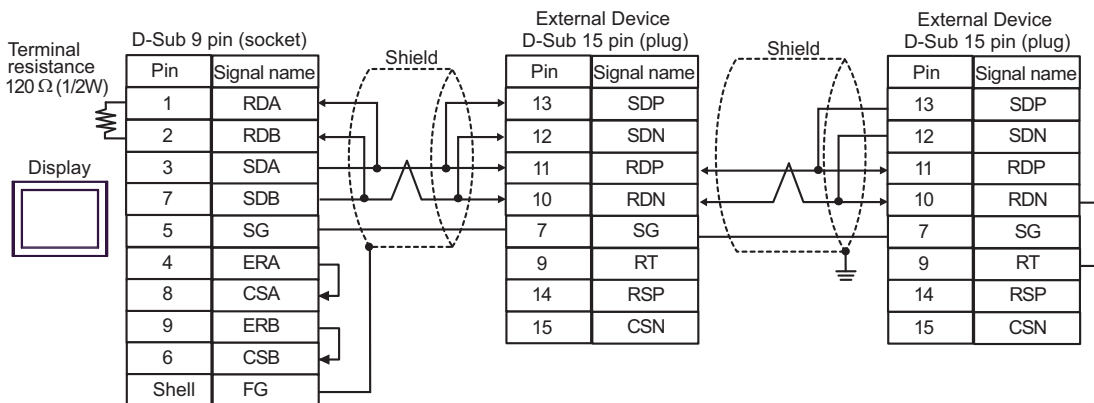 Terminal
resistance
120 Ω (1/2W)
Display
D-Sub 9 pin (socket)
Pin Signal name
1 RDA
2 RDB
3 SDA
7 SDB
5 SG
4 ERA
8 CSA
9 ERB
6 CSB
Shell FG
Shield
External Device
D-Sub 15 pin (plug)
Pin Signal name
13 SDP
12 SDN
11 RDP
10 RDN
7 SG
9 RT
14 RSP
15 CSN
Shield
External Device
D-Sub 15 pin (plug)
Pin Signal name
13 SDP
12 SDN
11 RDP
10 RDN
7 SG
9 RT
14 RSP
15 CSN